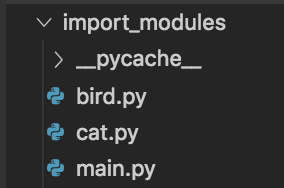 import_modules
__pycache__
bird.py
cat.py
main.py